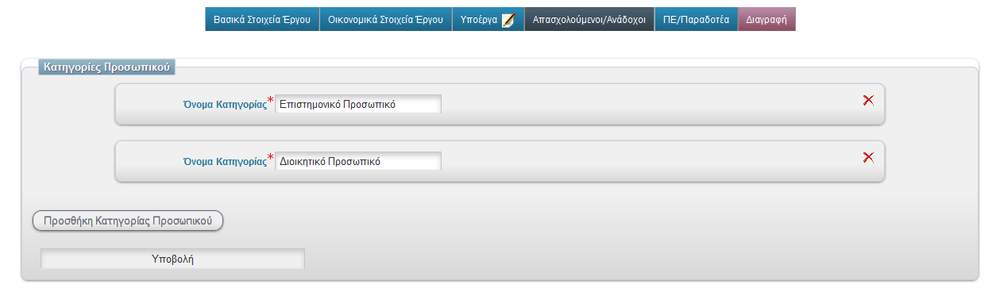 Βασικά Στοιχεία Έργου Οικονομικά Στοιχεία Έργου Υποέργα Απασχολούμενοι/Ανάδοχοι ΠΕ/Παραδοτέα Διαγραφή
Κατηγορίες Προσωπικού
Όνομα Κατηγορίας* Επιστημονικό Προσωπικό
Όνομα Κατηγορίας* Διοικητικό Προσωπικό
Προσθήκη Κατηγορίας Προσωπικού
Υποβολή